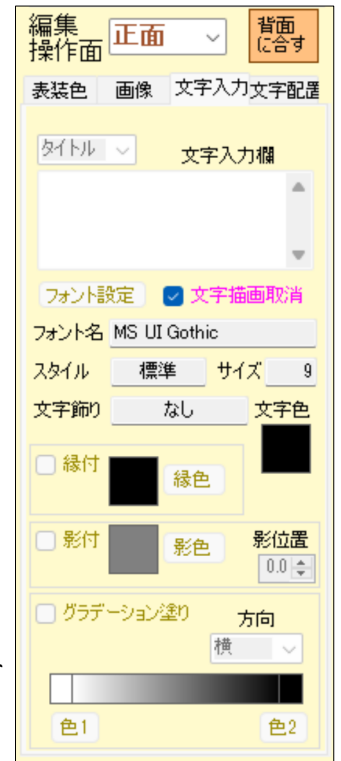 編集
操作面
正面
背面
に合す
表装色 画像 文字入力 文字配置
タイトル 文字入力欄
フォント設定 文字描画取消
フォント名 MS UI Gothic
スタイル 標準 サイズ 9
文字飾り なし 文字色
縁付 縁色
影付 影色 影位置
0.0
グラデーション塗り 方向
横
色1 色2